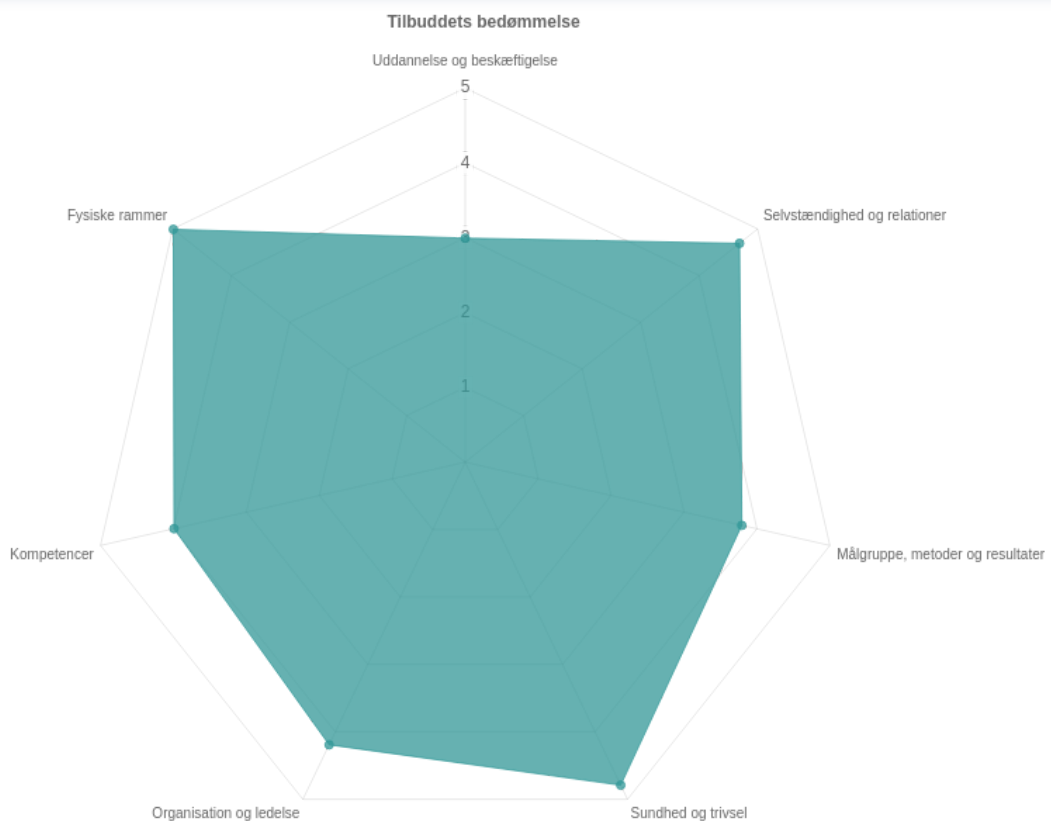 Tilbuddets bedømmelse
Uddannelse og beskæftigelse
5
4
Fysiske rammer
Selvstændighed og relationer
3
2
1
Kompetencer
Målgruppe, metoder og resultater
Organisation og ledelse
Sundhed og trivsel